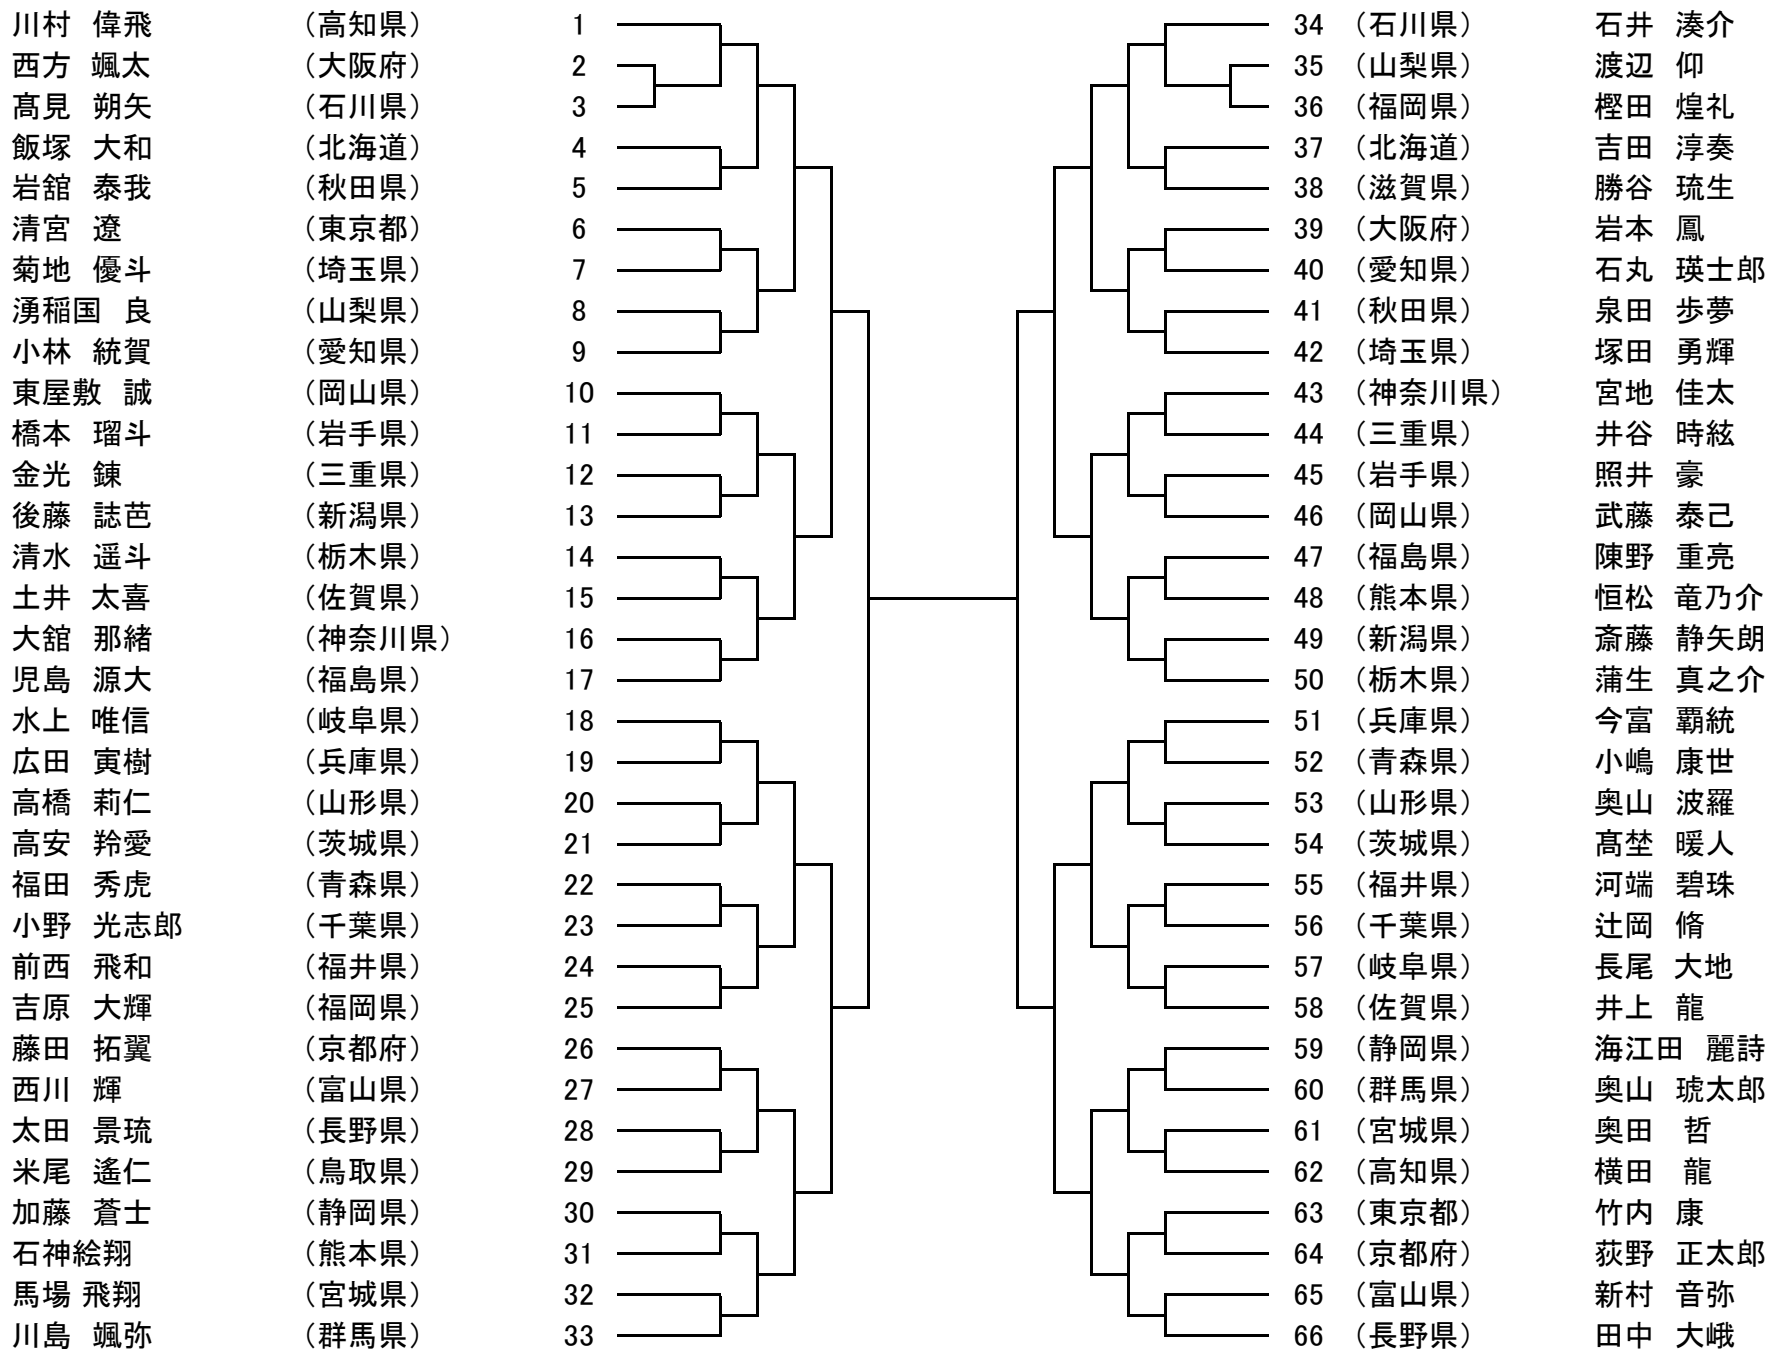 川村 偉飛 （高知県） 1
西方 颯太 （大阪府） 2
髙見 朔矢 （石川県） 3
飯塚 大和 （北海道） 4
岩舘 泰我 （秋田県） 5
清宮 遼 （東京都） 6
菊地 優斗 （埼玉県） 7
湧稲国 良 （山梨県） 8
小林 統賀 （愛知県） 9
東屋敷 誠 （岡山県） 10
橋本 瑠斗 （岩手県） 11
金光 錬 （三重県） 12
後藤 誌芭 （新潟県） 13
清水 遥斗 （栃木県） 14
土井 太喜 （佐賀県） 15
大舘 那緒 （神奈川県） 16
児島 源大 （福島県） 17
水上 唯信 （岐阜県） 18
広田 寅樹 （兵庫県） 19
高橋 莉仁 （山形県） 20
高安 羚愛 （茨城県） 21
福田 秀虎 （青森県） 22
小野 光志郎 （千葉県） 23
前西 飛和 （福井県） 24
吉原 大輝 （福岡県） 25
藤田 拓翼 （京都府） 26
西川 輝 （富山県） 27
太田 景琉 （長野県） 28
米尾 遙仁 （鳥取県） 29
加藤 蒼士 （静岡県） 30
石神絵翔 （熊本県） 31
馬場 飛翔 （宮城県） 32
川島 颯弥 （群馬県） 33
34 （石川県） 石井 湊介
35 （山梨県） 渡辺 仰
36 （福岡県） 樫田 煌礼
37 （北海道） 吉田 淳奏
38 （滋賀県） 勝谷 琉生
39 （大阪府） 岩本 鳳
40 （愛知県） 石丸 瑛士郎
41 （秋田県） 泉田 歩夢
42 （埼玉県） 塚田 勇輝
43 （神奈川県） 宮地 佳太
44 （三重県） 井谷 時絃
45 （岩手県） 照井 豪
46 （岡山県） 武藤 泰己
47 （福島県） 陳野 重亮
48 （熊本県） 恒松 竜乃介
49 （新潟県） 斎藤 静矢朗
50 （栃木県） 蒲生 真之介
51 （兵庫県） 今富 覇統
52 （青森県） 小嶋 康世
53 （山形県） 奥山 波羅
54 （茨城県） 髙埜 暖人
55 （福井県） 河端 碧珠
56 （千葉県） 辻岡 脩
57 （岐阜県） 長尾 大地
58 （佐賀県） 井上 龍
59 （静岡県） 海江田 麗詩
60 （群馬県） 奥山 琥太郎
61 （宮城県） 奥田 哲
62 （高知県） 横田 龍
63 （東京都） 竹内 康
64 （京都府） 荻野 正太郎
65 （富山県） 新村 音弥
66 （長野県） 田中 大峨